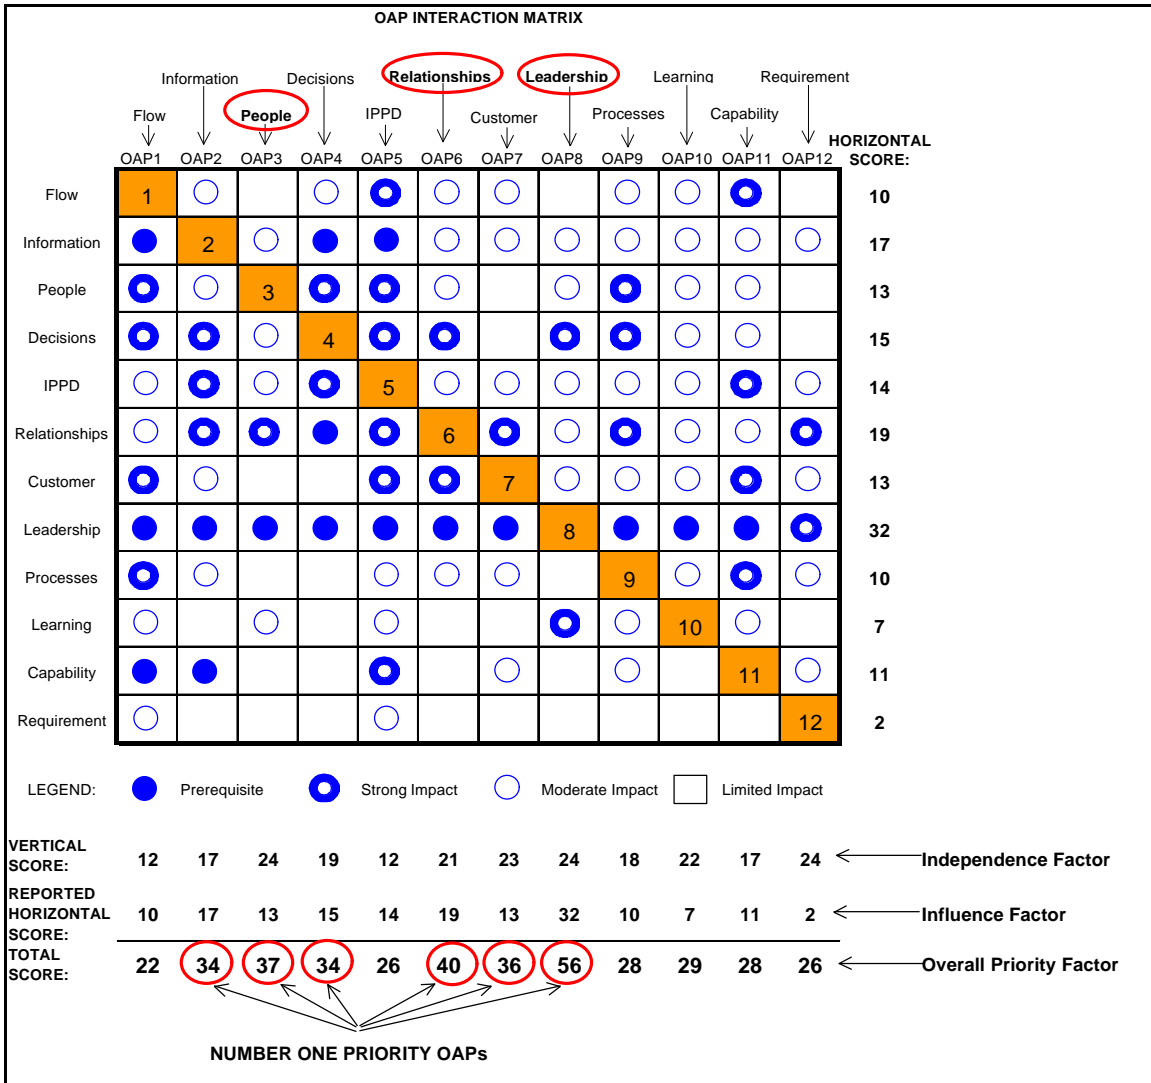 OAP INTERACTION MATRIX
Information Decisions Relationships Leadership Learning Requirement
Flow People IPPD Customer Processes Capability
HORIZONTAL
OAP1 OAP2 OAP3 OAP4 OAP5 OAP6 OAP7 OAP8 OAP9 OAP10 OAP11 OAP12 SCORE:
Flow 1 10
Information 2 17
People 3 13
Decisions 4 15
IPPD 5 14
Relationships 6 19
Customer 7 13
Leadership 8 32
Processes 9 10
Learning 10 7
Capability 11 11
Requirement 12 2
LEGEND: Prerequisite Strong Impact Moderate Impact Limited Impact
VERTICAL
SCORE: 12 17 24 19 12 21 23 24 18 22 17 24 Independence Factor
REPORTED
HORIZONTAL 10 17 13 15 14 19 13 32 10 7 11 2 Influence Factor
SCORE:
TOTAL
SCORE: 22 34 37 34 26 40 36 56 28 29 28 26 Overall Priority Factor
NUMBER ONE PRIORITY OAPs